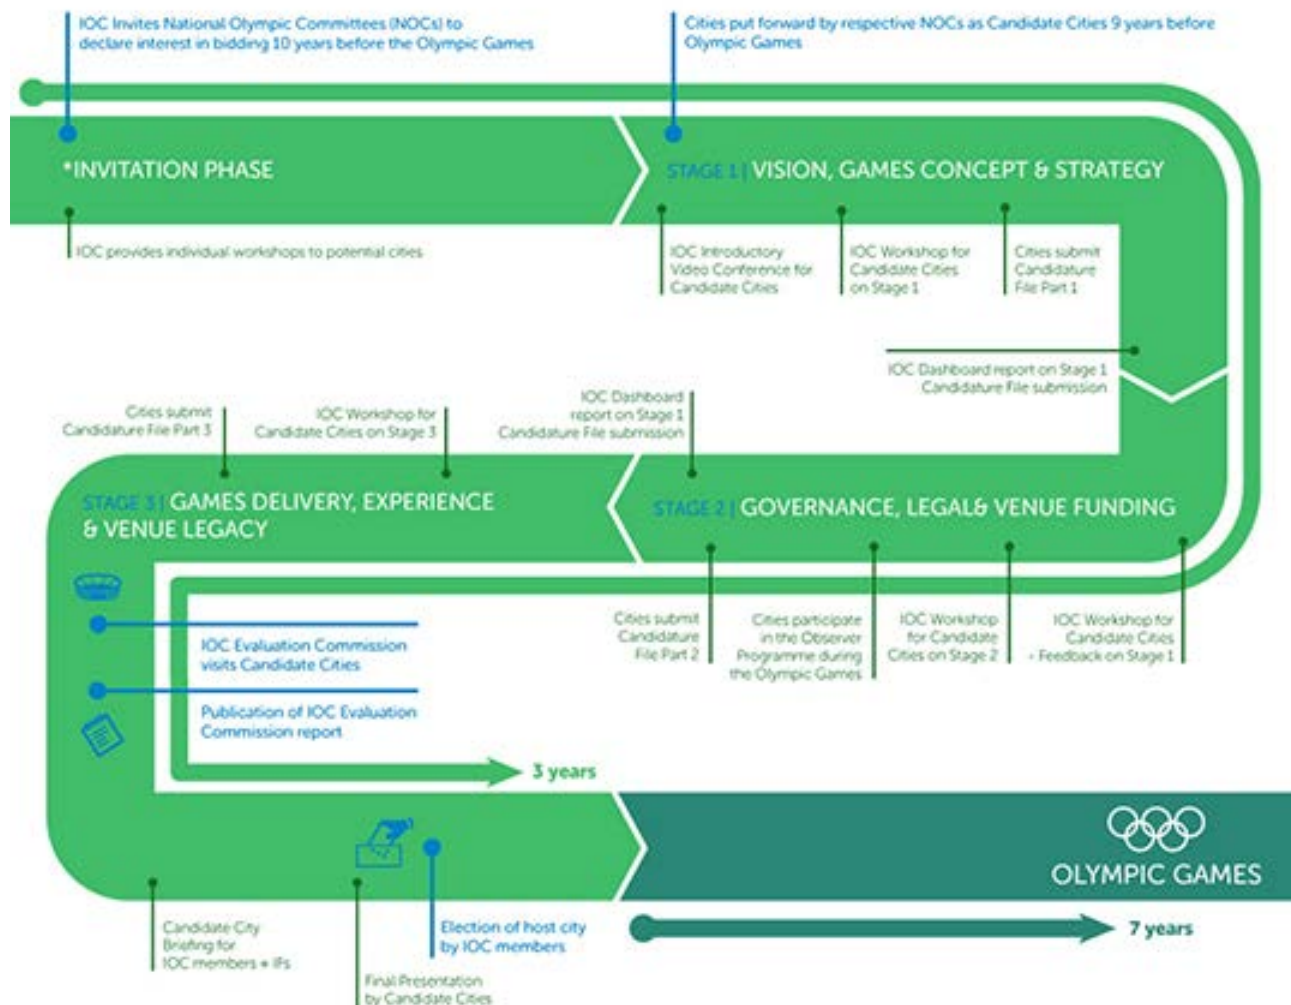 IOC Invites National Olympic Committees (NOCs) to
declare interest in bidding 10 years before the Olympic Games
Cities put forward by respective NOCs as Candidate Cities 9 years before
Olympic Games
*INVITATION PHASE
STAGE 1 | VISION, GAMES CONCEPT & STRATEGY
IOC provides individual workshops to potential cities
IOC Introductory
Video Conference for
Candidate Cities
IOC Workshop for
Candidate Cities
on Stage 1
Cities submit
Candidature
File Part 1
IOC Dashboard report on Stage 1
Candidature File submission
Cities submit
Candidature File Part 3
IOC Workshop for
Candidate Cities on Stage 3
IOC Dashboard
report on Stage 1
Candidature File submission
STAGE 3 | GAMES DELIVERY, EXPERIENCE
& VENUE LEGACY
STAGE 2 | GOVERNANCE, LEGAL& VENUE FUNDING
Cities submit
Candidature
File Part 2
Cities participate
in the Observer
Programme during
the Olympic Games
IOC Workshop
for Candidate
Cities on Stage 2
IOC Workshop for
Candidate Cities
- Feedback on Stage 1
IOC Evaluation Commission
visits Candidate Cities
Publication of IOC Evaluation
Commission report
3 years
OLYMPIC GAMES
Candidate City
Briefing for
IOC members + IFs
Final Presentation
by Candidate Cities
Election of host city
by IOC members
7 years